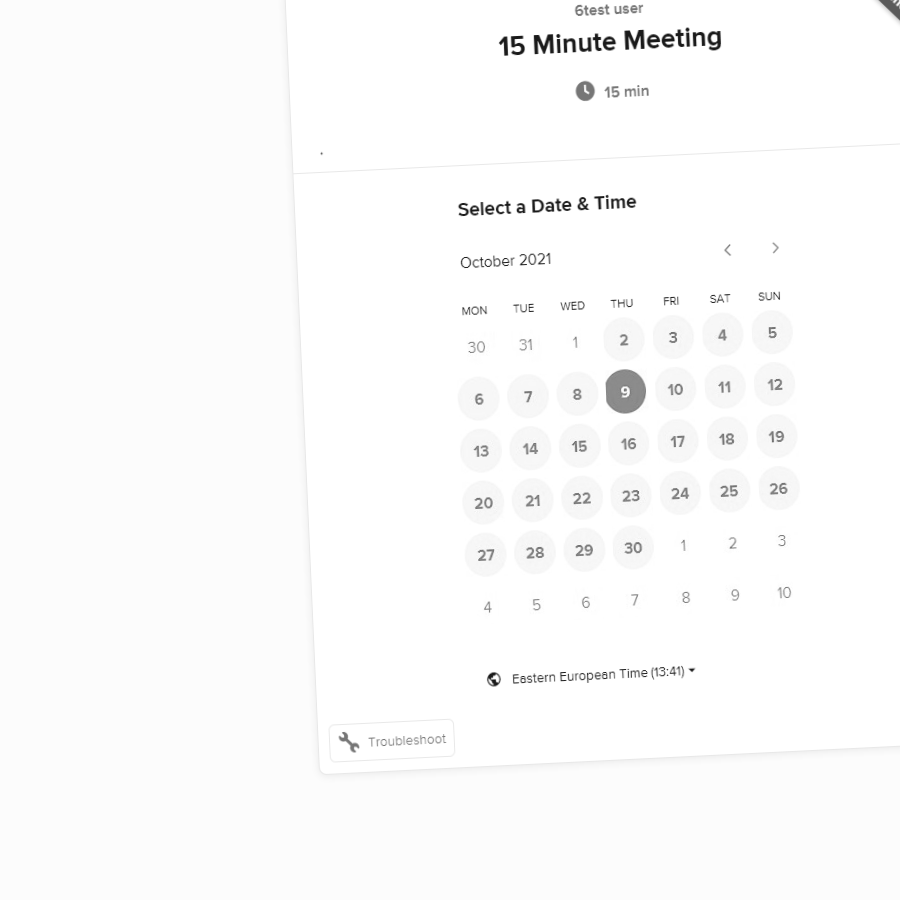 6test user
15 Minute Meeting
15 min
.
Select a Date & Time
October 2021
MON TUE WED THU FRI SAT SUN
30 31 1 2 3 4 5
6 7 8 9 10 11 12
13 14 15 16 17 18 19
20 21 22 23 24 25 26
27 28 29 30 1 2 3
4 5 6 7 8 9 10
Eastern European Time (13:41)
Troubleshoot